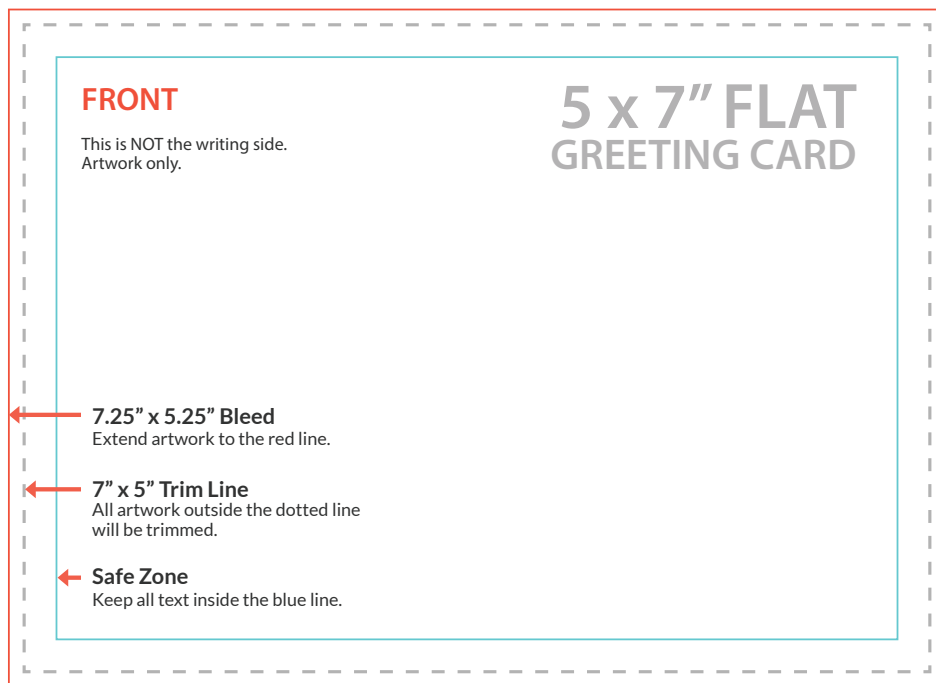 FRONT
This is NOT the writing side.
Artwork only.
5 x 7” FLAT
GREETING CARD
7.25” x 5.25” Bleed
Extend artwork to the red line.
7” x 5” Trim Line
All artwork outside the dotted line
will be trimmed.
Safe Zone
Keep all text inside the blue line.